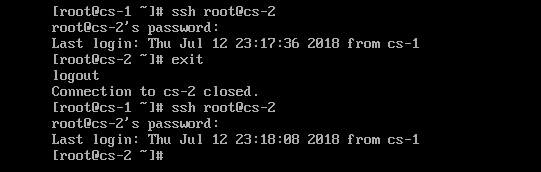 [root@cs-1 ~]# ssh root@cs-2
root@cs-2's password:
Last login: Thu Jul 12 23:17:36 2018 from cs-1
[root@cs-2 ~]# exit
logout
Connection to cs-2 closed.
[root@cs-1 ~]# ssh root@cs-2
root@cs-2's password:
Last login: Thu Jul 12 23:18:08 2018 from cs-1
[root@cs-2 ~]#